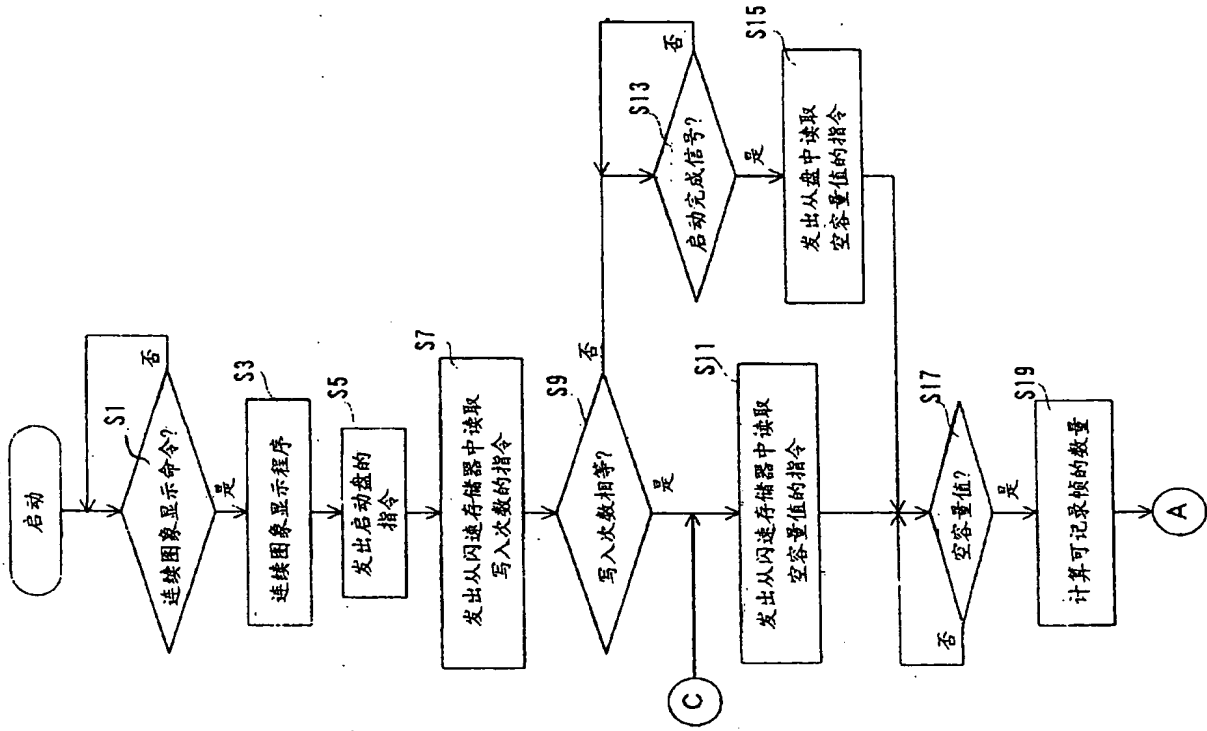 启动
S1
连续图象显示命令?
否
是
S3
连续图象显示程序
S5
发出启动盘的
指令
S7
发出从闪速存储器中读取
写入次数的指令
S9
写入次数相等?
否
是
S13
启动完成信号?
否
是
S15
发出从盘中读取
空容量值的指令
C
S11
发出从闪速存储器中读取
空容量值的指令
S17
空容量值?
否
是
S19
计算可记录帧的数量
A